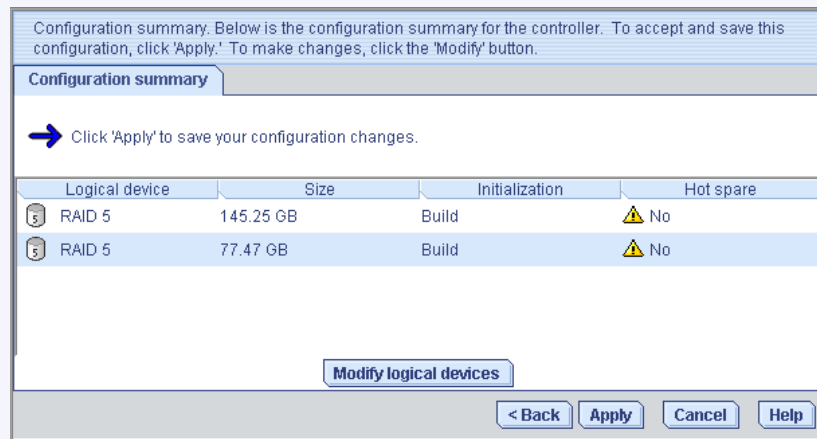 Configuration summary. Below is the configuration summary for the controller. To accept and save this
configuration, click 'Apply.' To make changes, click the 'Modify' button.
Configuration summary
Click 'Apply' to save your configuration changes.
Logical device Size Initialization Hot spare
5 RAID 5 145.25 GB Build No
5 RAID 5 77.47 GB Build No
Modify logical devices
< Back Apply Cancel Help